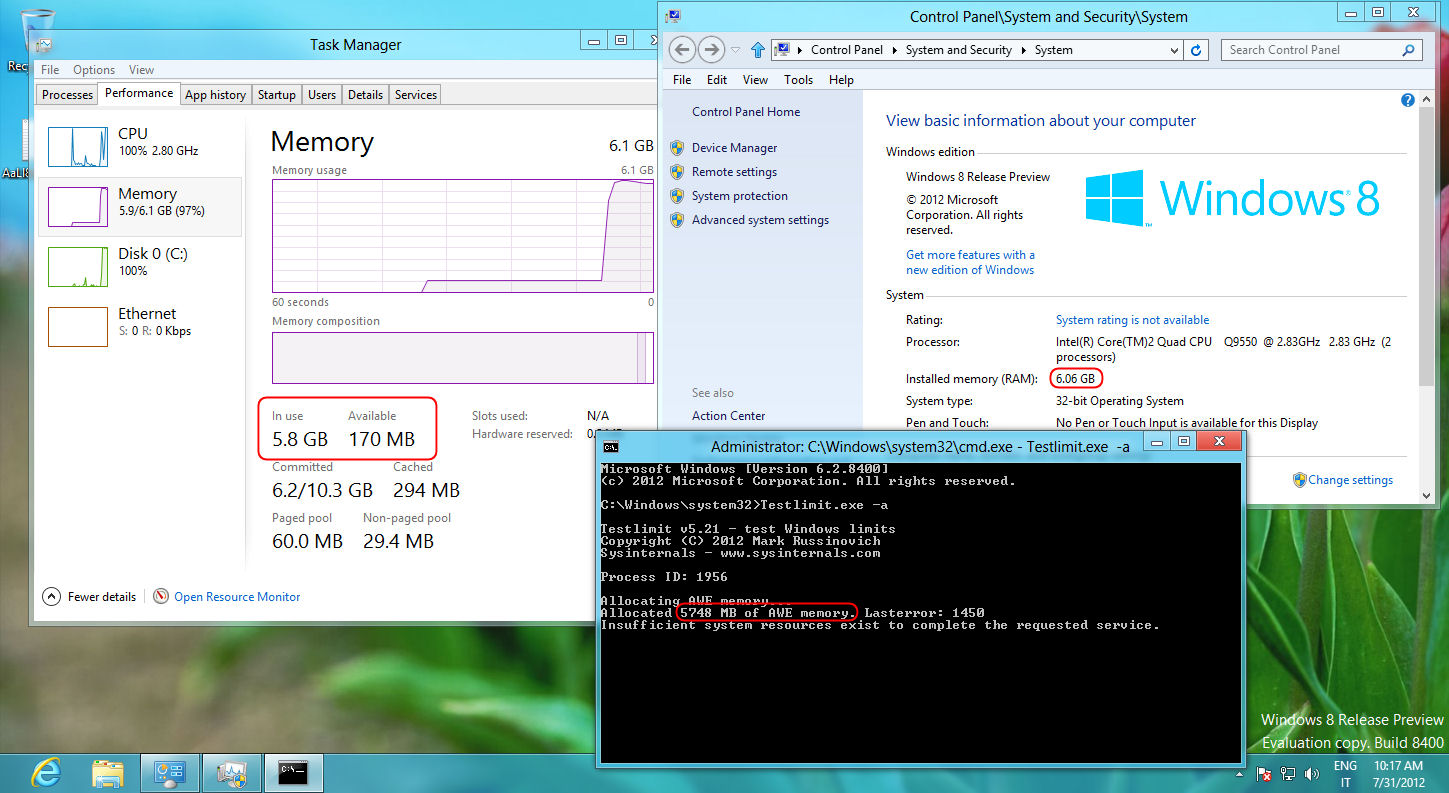 Task Manager
File Options View
Processes Performance App history Startup Users Details Services
CPU
100% 2.80 GHz
Memory
5.9/6.1 GB (97%)
Disk 0 (C:)
100%
Ethernet
S: 0 R: 0 Kbps
Memory 6.1 GB
Memory usage 6.1 GB
60 seconds 0
Memory composition
In use Available
5.8 GB 170 MB
Slots used: N/A
Hardware reserved:
Committed Cached
6.2/10.3 GB 294 MB
Paged pool Non-paged pool
60.0 MB 29.4 MB
Fewer details Open Resource Monitor
Control Panel\System and Security\System
Control Panel System and Security System
Search Control Panel
File Edit View Tools Help
Control Panel Home
Device Manager
Remote settings
System protection
Advanced system settings
See also
Action Center
View basic information about your computer
Windows edition
Windows 8 Release Preview
© 2012 Microsoft
Corporation. All rights
reserved.
Get more features with a
new edition of Windows
Windows® 8
System
Rating: System rating is not available
Processor: Intel(R) Core(TM)2 Quad CPU Q9550 @ 2.83GHz 2.83 GHz (2
processors)
Installed memory (RAM): 6.06 GB
System type: 32-bit Operating System
Pen and Touch: No Pen or Touch Input is available for this Display
Change settings
Administrator: C:\Windows\system32\cmd.exe - Testlimit.exe -a
Microsoft Windows [Version 6.2.8400]
(c) 2012 Microsoft Corporation. All rights reserved.
C:\Windows\system32>Testlimit.exe -a
Testlimit v5.21 - test Windows limits
Copyright (C) 2012 Mark Russinovich
Sysinternals - www.sysinternals.com
Process ID: 1956
Allocating AWE memory...
Allocated 5748 MB of AWE memory. Lasterror: 1450
Insufficient system resources exist to complete the requested service.
Windows 8 Release Preview
Evaluation copy. Build 8400
ENG
IT
10:17 AM
7/31/2012